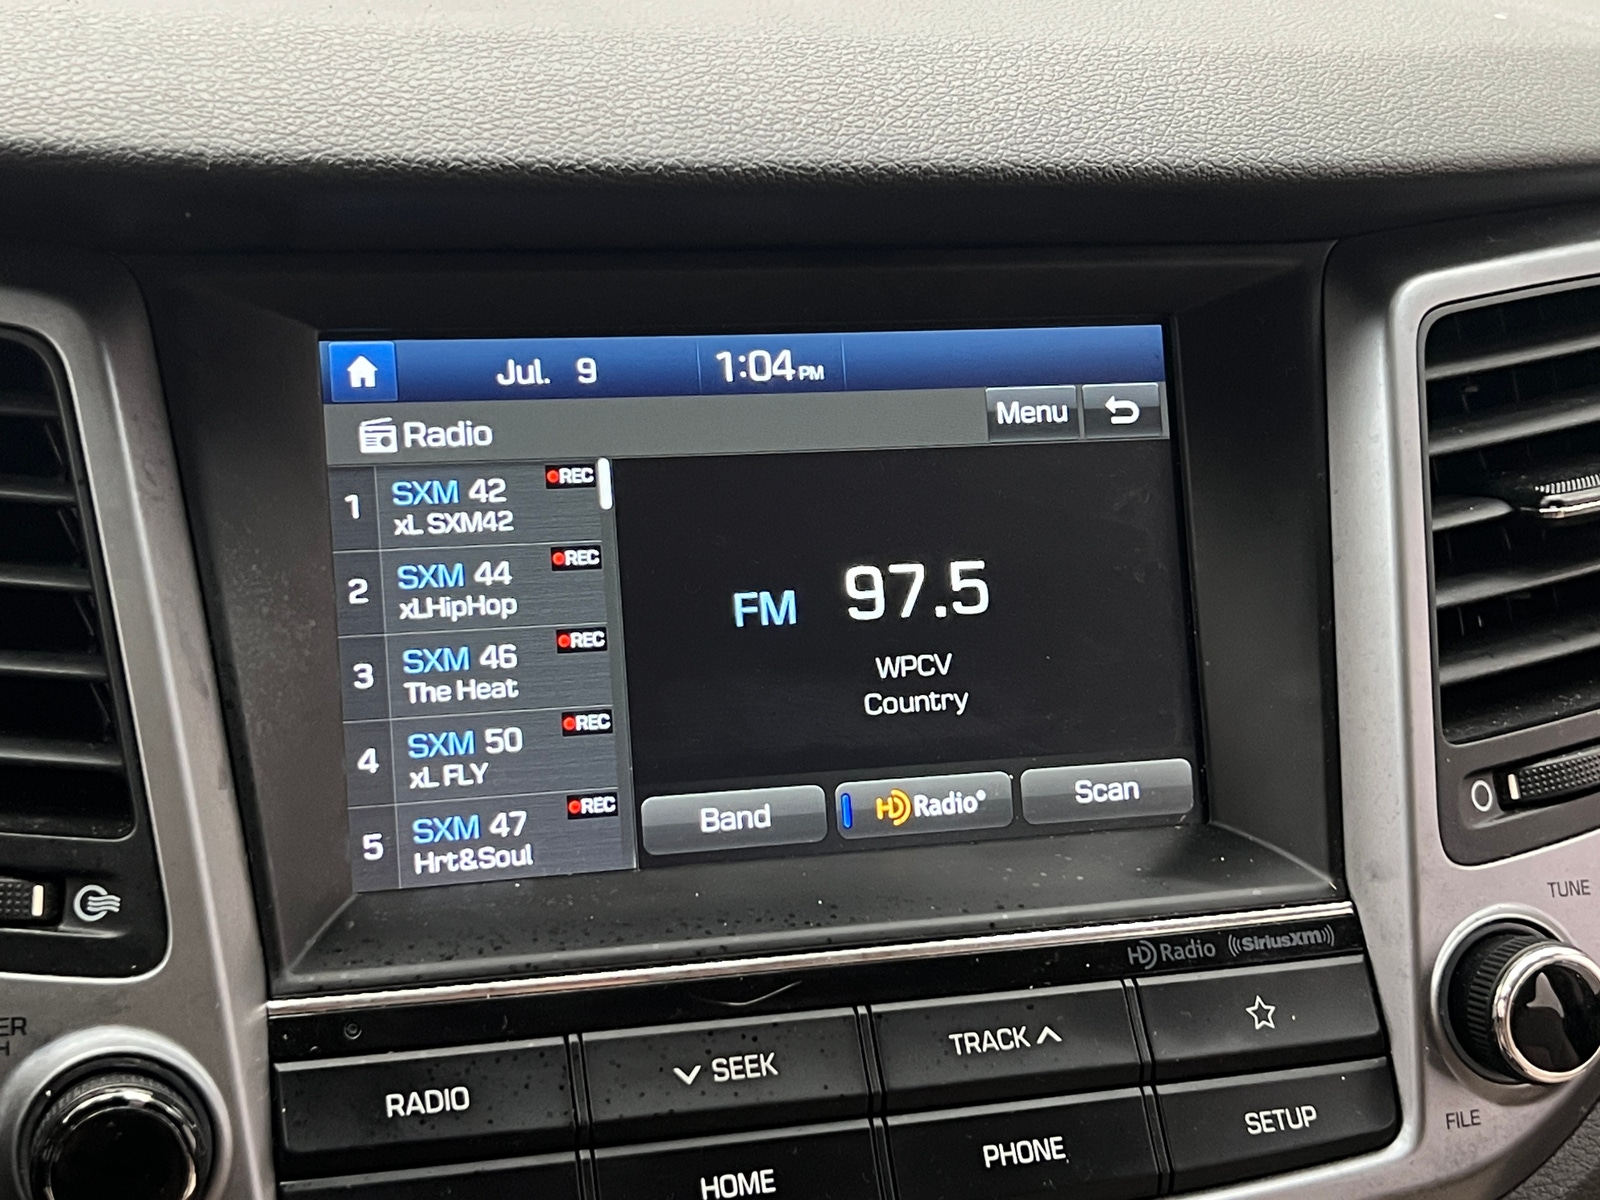 Jul. 9 1:04 PM
Radio Menu
1 SXM 42 REC
xL SXM42
2 SXM 44 REC
xLHipHop
3 SXM 46 REC
The Heat
4 SXM 50 REC
xL FLY
5 SXM 47 REC
Hrt&Soul
FM 97.5
WPCV
Country
Band HD Radio® Scan
HD Radio ((SiriusXM))
RADIO
SEEK
TRACK
HOME
PHONE
SETUP
TUNE
FILE